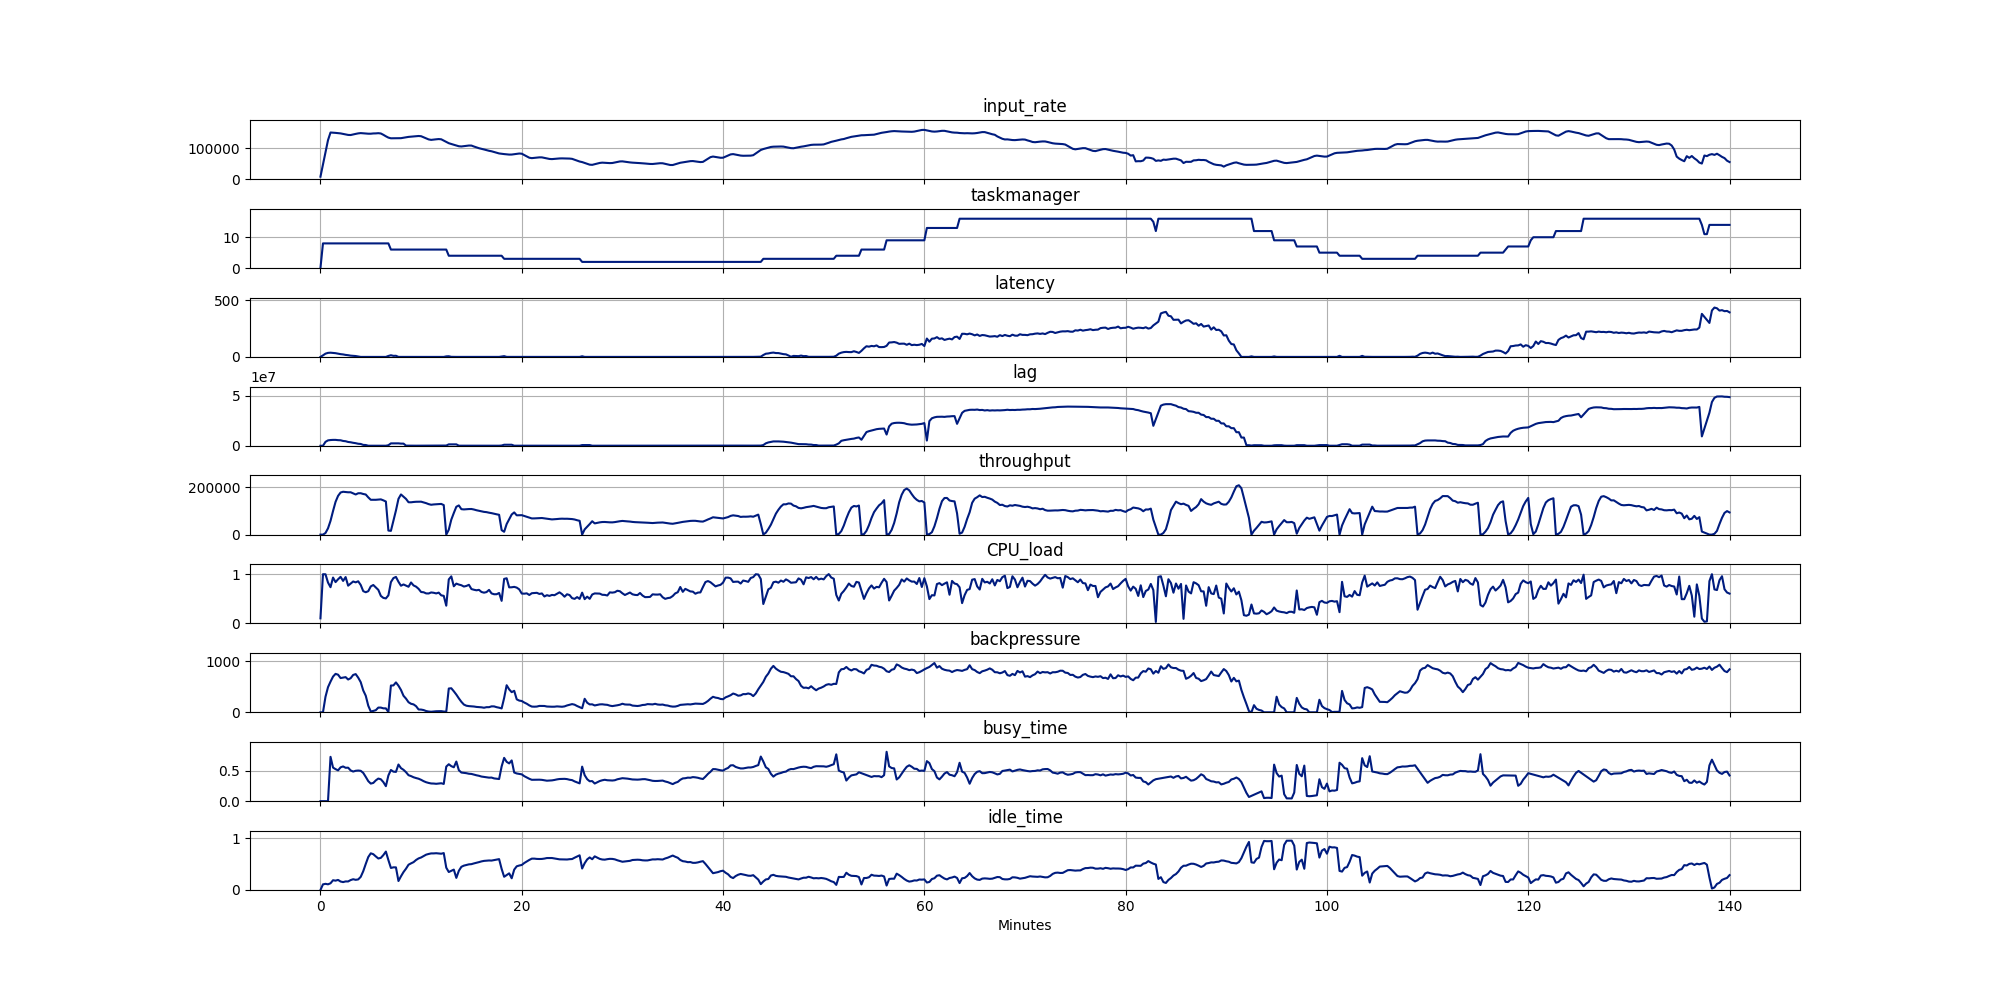 input_rate
100000
0
taskmanager
10
0
latency
500
0
1e7
lag
5
0
throughput
200000
0
CPU_load
1
0
backpressure
1000
0
busy_time
0.5
0.0
idle_time
1
0
0 20 40 60 80 100 120 140
Minutes